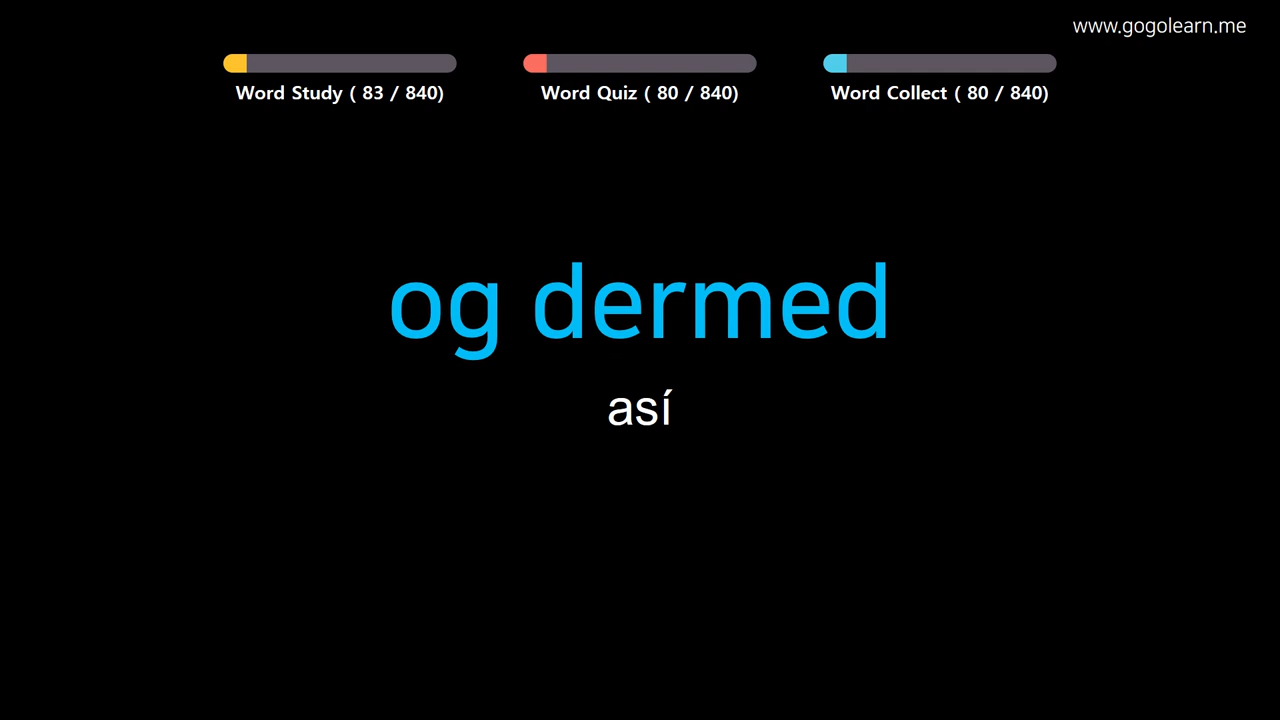 www.gogolearn.me
Word Study ( 83 / 840)
Word Quiz ( 80 / 840)
Word Collect ( 80 / 840)
og dermed
así